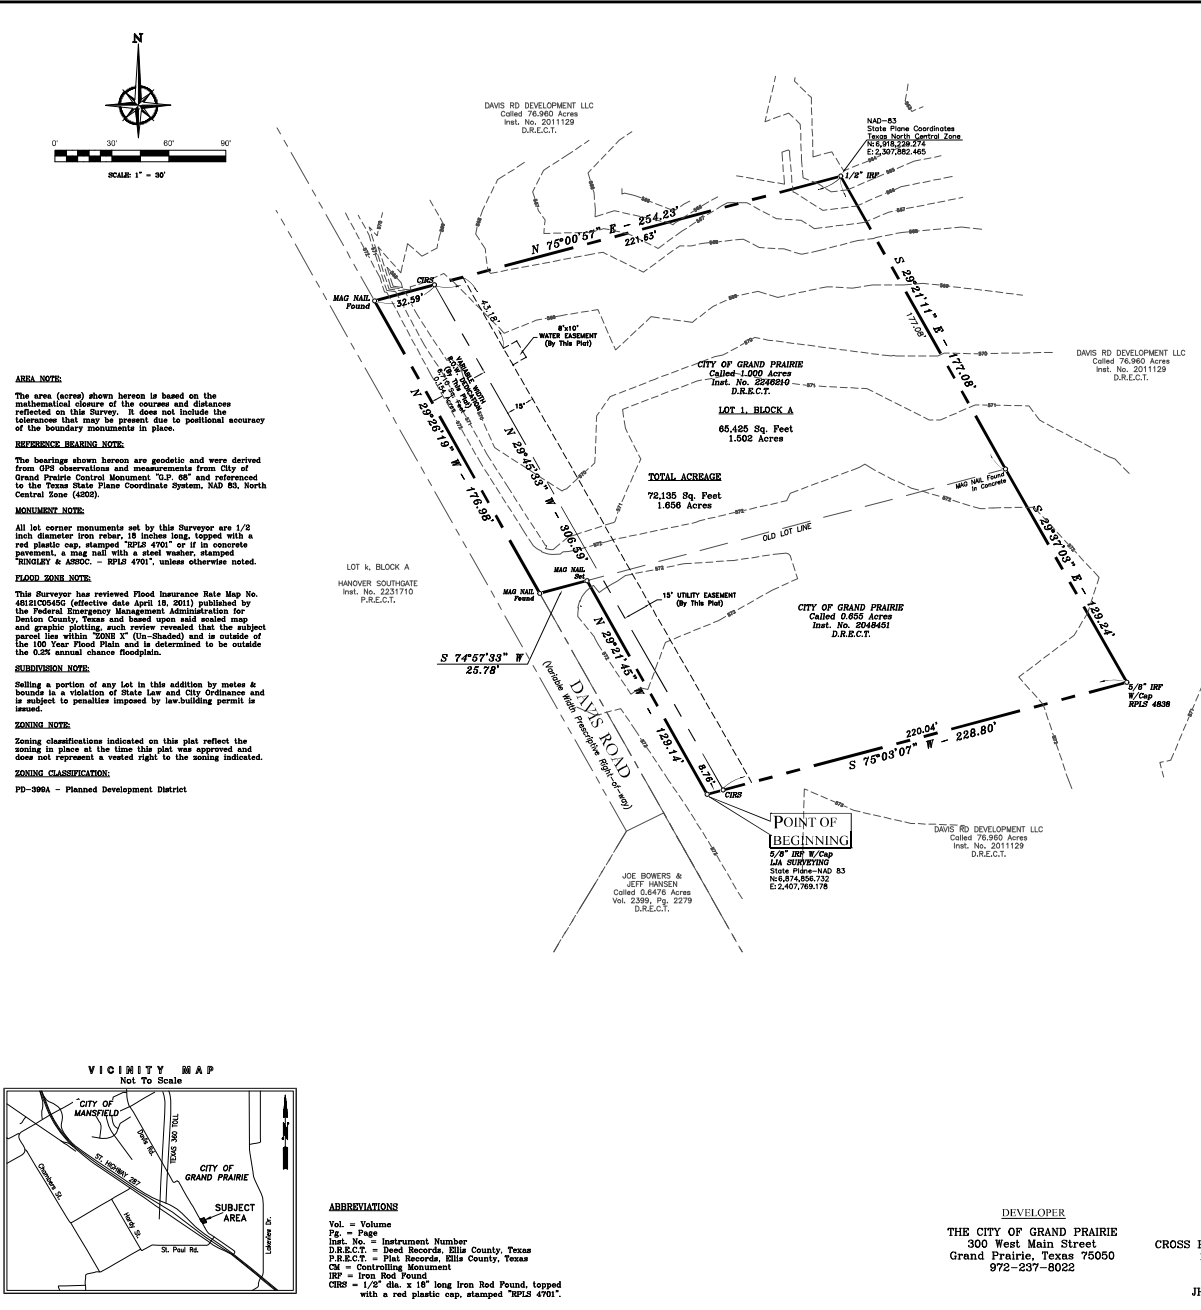 N
0' 30' 60' 90'
SCALE: 1" = 30'
DAVIS RD DEVELOPMENT LLC
Called 76.960 Acres
Inst. No. 2011129
D.R.E.C.T.
NAD-83
State Plane Coordinates
Texas North Central Zone
N:6,918,229.274
E:2,307,882.465
1/2" IRF
N 75°00'57" E - 254.23'
221.63'
CIRS
MAG NAIL
Found
32.59'
43.18'
8'x10'
WATER EASEMENT
(By This Plat)
S 29°21'11" E - 177.08'
177.08'
VARIABLE WIDTH
R.O.W. DEDICATION
(By This Plat)
15'
CITY OF GRAND PRAIRIE
Called 1.000 Acres
Inst. No. 2246210
D.R.E.C.T.
LOT 1, BLOCK A
65,425 Sq. Feet
1.502 Acres
DAVIS RD DEVELOPMENT LLC
Called 76.960 Acres
Inst. No. 2011129
D.R.E.C.T.
AREA NOTE:
The area (acres) shown hereon is based on the
mathematical closure of the courses and distances
reflected on this Survey. It does not include the
tolerances that may be present due to positional accuracy
of the boundary monuments in place.
REFERENCE BEARING NOTE:
The bearings shown hereon are geodetic and were derived
from GPS observations and measurements from City of
Grand Prairie Control Monument "G.P. 68" and referenced
to the Texas State Plane Coordinate System, NAD 83, North
Central Zone (4202).
MONUMENT NOTE:
All lot corner monuments set by this Surveyor are 1/2
inch diameter iron rebar, 18 inches long, topped with a
red plastic cap, stamped "RPLS 4701" or if in concrete
pavement, a mag nail with a steel washer, stamped
"RINGLEY & ASSOC. - RPLS 4701", unless otherwise noted.
FLOOD ZONE NOTE:
This Surveyor has reviewed Flood Insurance Rate Map No.
48121C0545G (effective date April 18, 2011) published by
the Federal Emergency Management Administration for
Denton County, Texas and based upon said scaled map
and graphic plotting, such review revealed that the subject
parcel lies within "ZONE X" (Un-Shaded) and is outside of
the 100 Year Flood Plain and is determined to be outside
the 0.2% annual chance floodplain.
SUBDIVISION NOTE:
Selling a portion of any Lot in this addition by metes &
bounds is a violation of State Law and City Ordinance and
is subject to penalties imposed by law.building permit is
issued.
ZONING NOTE:
Zoning classifications indicated on this plat reflect the
zoning in place at the time this plat was approved and
does not represent a vested right to the zoning indicated.
ZONING CLASSIFICATION:
PD-399A - Planned Development District
N 29°26'19" W - 176.98'
N 29°45'33" W - 306.59'
TOTAL ACREAGE
72,135 Sq. Feet
1.656 Acres
MAG NAIL Found
in Concrete
OLD LOT LINE
S 29°37'03" E - 129.24'
LOT k, BLOCK A
HANOVER SOUTHGATE
Inst. No. 2231710
P.R.E.C.T.
MAG NAIL
Set
MAG NAIL
Found
15' UTILITY EASEMENT
(By This Plat)
CITY OF GRAND PRAIRIE
Called 0.655 Acres
Inst. No. 2048451
D.R.E.C.T.
S 74°57'33" W
25.78'
N 29°21'45" W - 129.14'
DAVIS ROAD
(Variable Width Prescriptive Right-of-way)
5/8" IRF
W/Cap
RPLS 4838
220.04'
S 75°03'07" W - 228.80'
8.76'
CIRS
POINT OF
BEGINNING
5/8" IRF W/Cap
LJA SURVEYING
State Plane-NAD 83
N:6,874,856.732
E:2,407,769.178
DAVIS RD DEVELOPMENT LLC
Called 76.960 Acres
Inst. No. 2011129
D.R.E.C.T.
JOE BOWERS &
JEFF HANSEN
Called 0.6476 Acres
Vol. 2399, Pg. 2279
D.R.E.C.T.
VICINITY MAP
Not To Scale
CITY OF
MANSFIELD
Davis Rd.
TEXAS 360 TOLL
ST. HIGHWAY 287
CITY OF
GRAND PRAIRIE
Chambers St.
Hardy St.
SUBJECT
AREA
St. Paul Rd.
Lakeview Dr.
ABBREVIATIONS
Vol. = Volume
Pg. = Page
Inst. No. = Instrument Number
D.R.E.C.T. = Deed Records, Ellis County, Texas
P.R.E.C.T. = Plat Records, Ellis County, Texas
CM = Controlling Monument
IRF = Iron Rod Found
CIRS = 1/2" dia. x 18" long Iron Rod Found, topped
with a red plastic cap, stamped "RPLS 4701".
DEVELOPER
THE CITY OF GRAND PRAIRIE
300 West Main Street
Grand Prairie, Texas 75050
972-237-8022
CROSS
JH